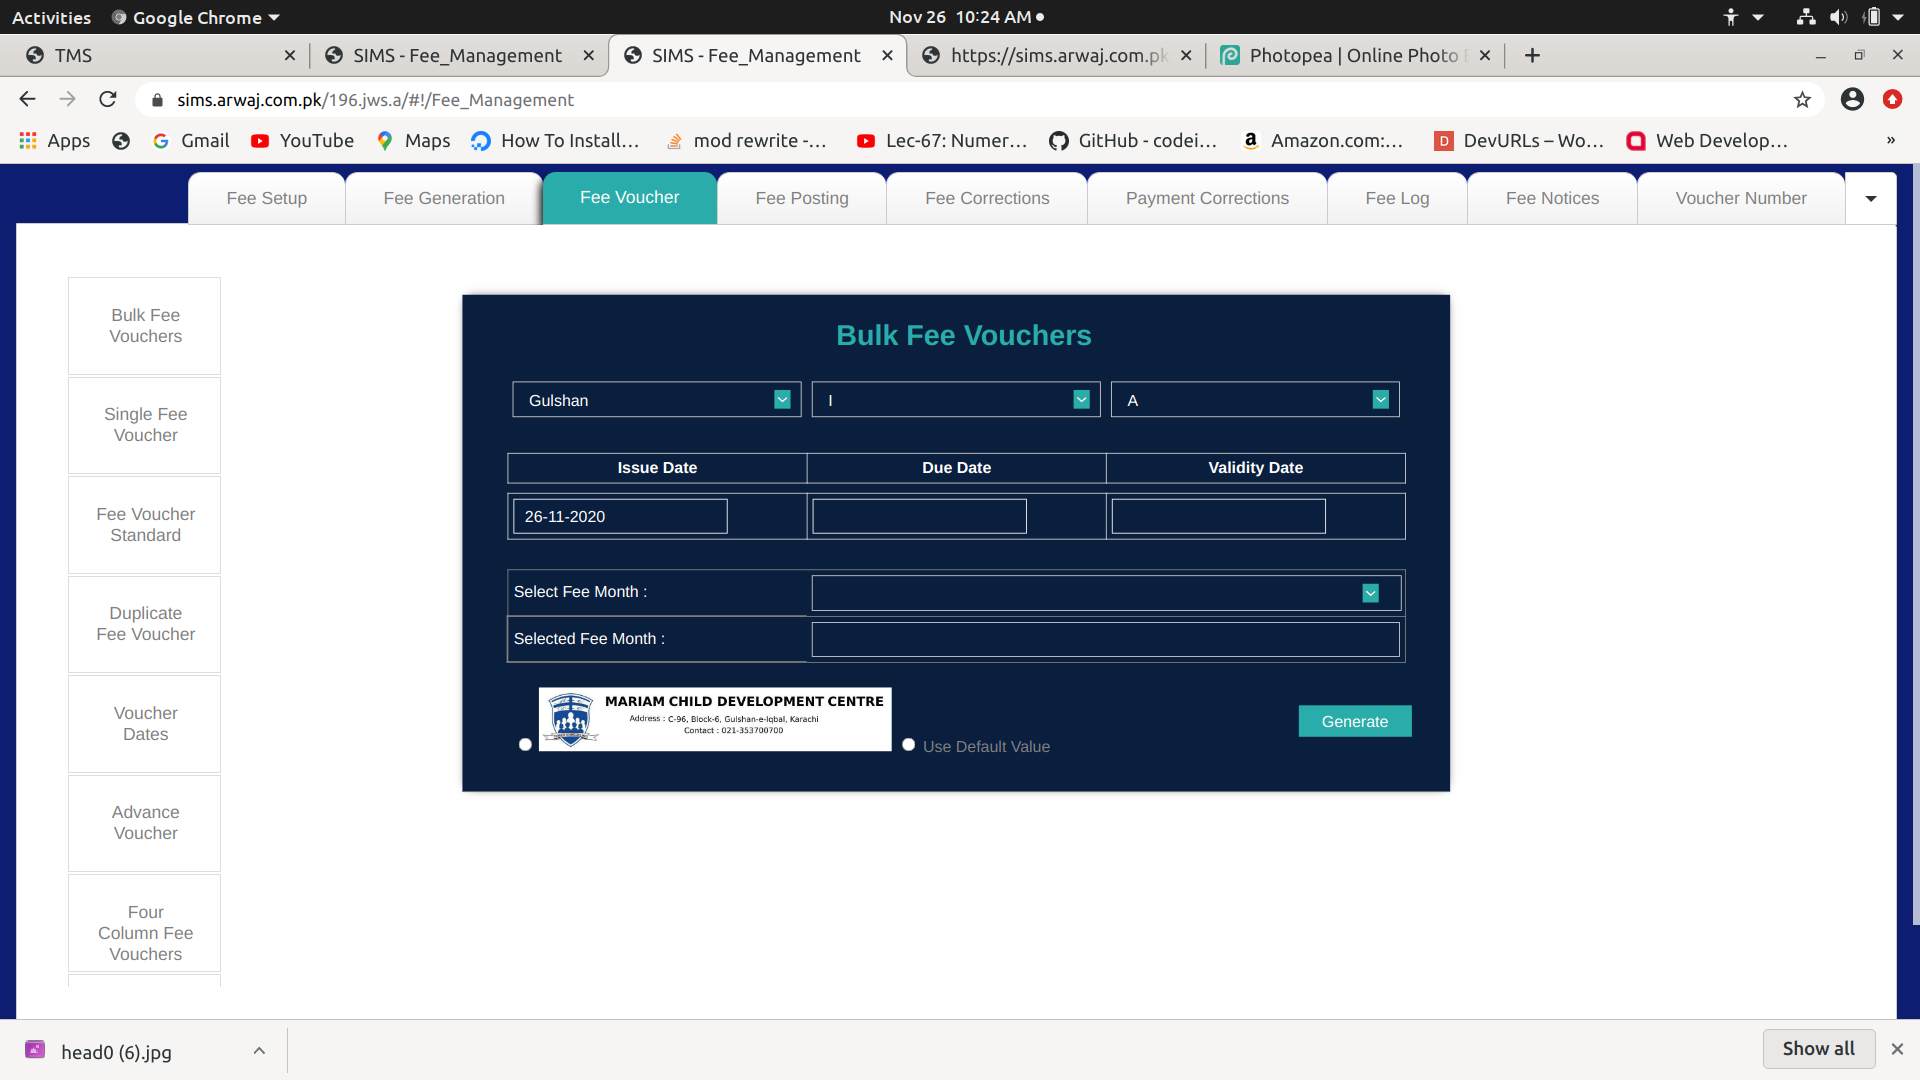 Activities Google Chrome Nov 26 10:24 AM
TMS SIMS - Fee_Management SIMS - Fee_Management https://sims.arwaj.com.pk Photopea | Online Photo
sims.arwaj.com.pk/196.jws.a/#!/Fee_Management
Apps Gmail YouTube Maps How To Install... mod rewrite -... Lec-67: Numer... GitHub - codei... Amazon.com:... DevURLs – Wo... Web Develop... »
Fee Setup Fee Generation Fee Voucher Fee Posting Fee Corrections Payment Corrections Fee Log Fee Notices Voucher Number
Bulk Fee
Vouchers
Single Fee
Voucher
Fee Voucher
Standard
Duplicate
Fee Voucher
Voucher
Dates
Advance
Voucher
Four
Column Fee
Vouchers
Bulk Fee Vouchers
Gulshan I A
Issue Date Due Date Validity Date
26-11-2020
Select Fee Month :
Selected Fee Month :
MARIAM CHILD DEVELOPMENT CENTRE
Address : C-96, Block-6, Gulshan-e-Iqbal, Karachi
Contact : 021-353700700
Use Default Value
Generate
head0 (6).jpg Show all